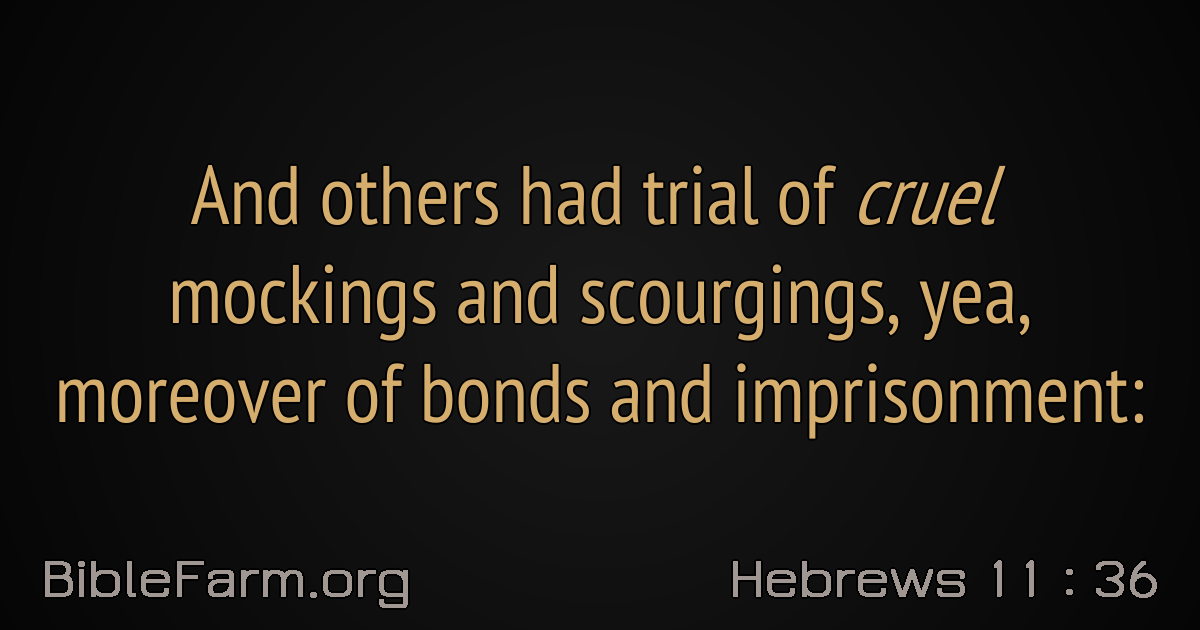 And others had trial of cruel
mockings and scourgings, yea,
moreover of bonds and imprisonment:
BibleFarm.org
Hebrews 11 : 36